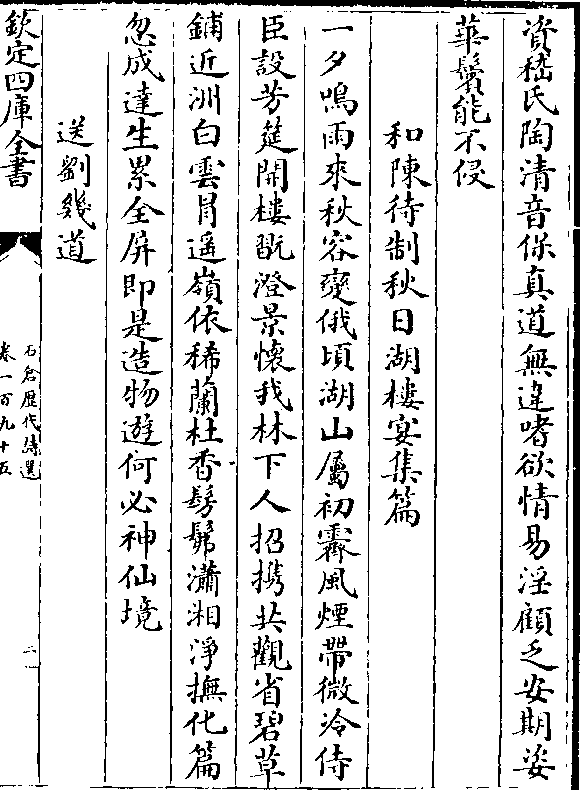 資嵇氏陶清音保真道無違嗜欲情易淫顧乏安期姿
華鬢能不侵
和陳待制秋日湖樓宴集篇
一夕鳴雨來秋容變俄頃湖山屬初霽風煙帶微冷侍
臣設芳筵開樓翫澄景懷我林下人招攜共觀省碧草
鋪近洲白雲冐遥嶺依稀蘭杜香髣髴瀟湘淨撫化篇
忽成達生累全屏即是造物遊何必神仙境
送劉幾道
欽定四庫全書
石倉歷代詩選
卷一百九十五